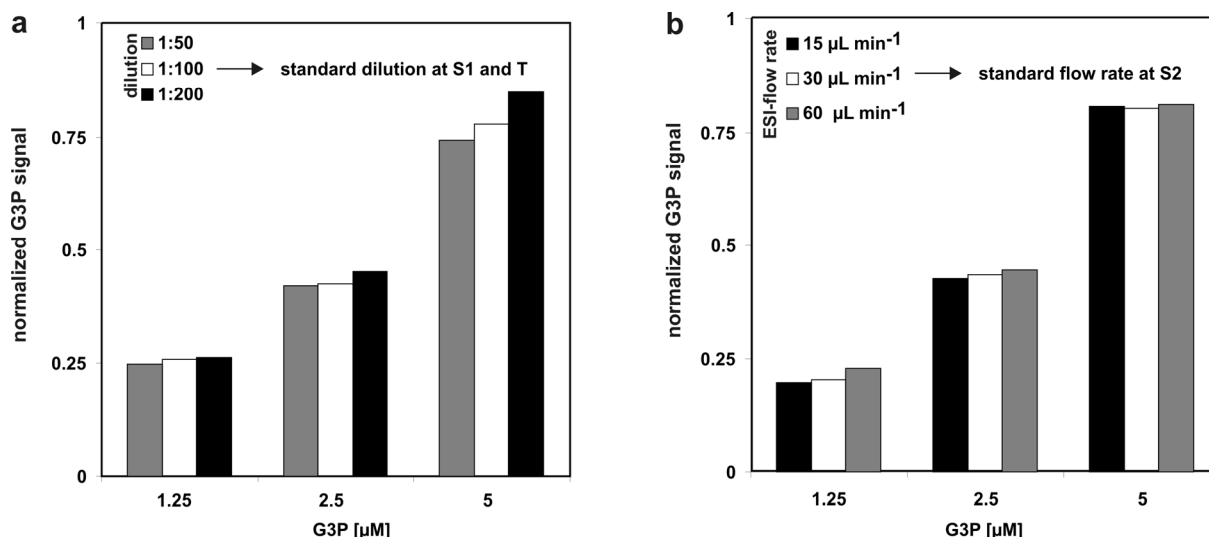 a
1
0.75
0.5
0.25
0
normalized G3P signal
dilution
1:50
1:100
standard dilution at S1 and T
1:200
1.25
2.5
5
G3P [µM]
b
1
0.75
0.5
0.25
0
normalized G3P signal
ESI-flow rate
15 µL min-1
30 µL min-1
standard flow rate at S2
60 µL min-1
1.25
2.5
5
G3P [µM]